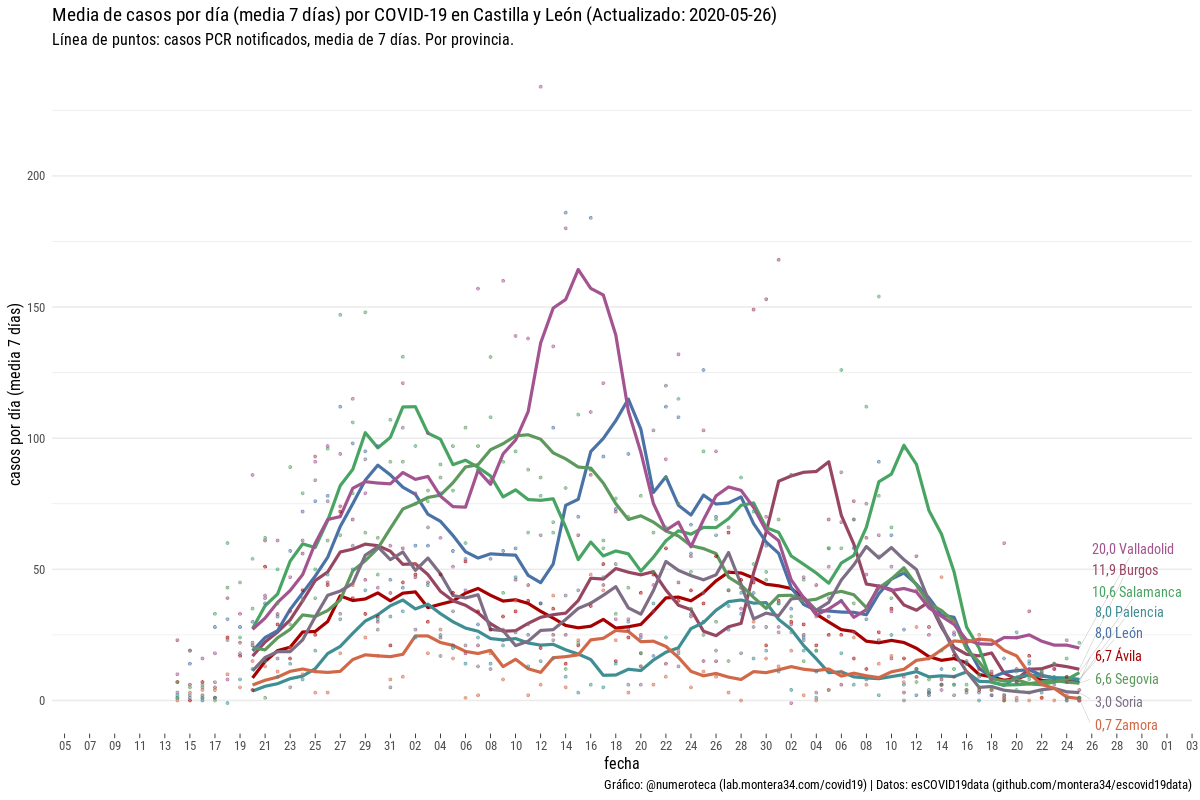 Media de casos por día (media 7 días) por COVID-19 en Castilla y León (Actualizado: 2020-05-26)
Línea de puntos: casos PCR notificados, media de 7 días. Por provincia.
casos por día (media 7 días)
200
150
100
50
0
20,0 Valladolid
11,9 Burgos
10,6 Salamanca
8,0 Palencia
8,0 León
6,7 Ávila
6,6 Segovia
3,0 Soria
0,7 Zamora
05 07 09 11 13 14 15 17 19 21 23 25 27 29 31 02 04 06 08 10 12 14 16 18 20 22 24 26 28 30 02 04 06 08 10 12 14 16 18 20 22 24 26 28 30 01 03
fecha
Gráfico: @numeroteca (lab.montera34.com/covid19) | Datos: esCOVID19data (github.com/montera34/escovid19data)